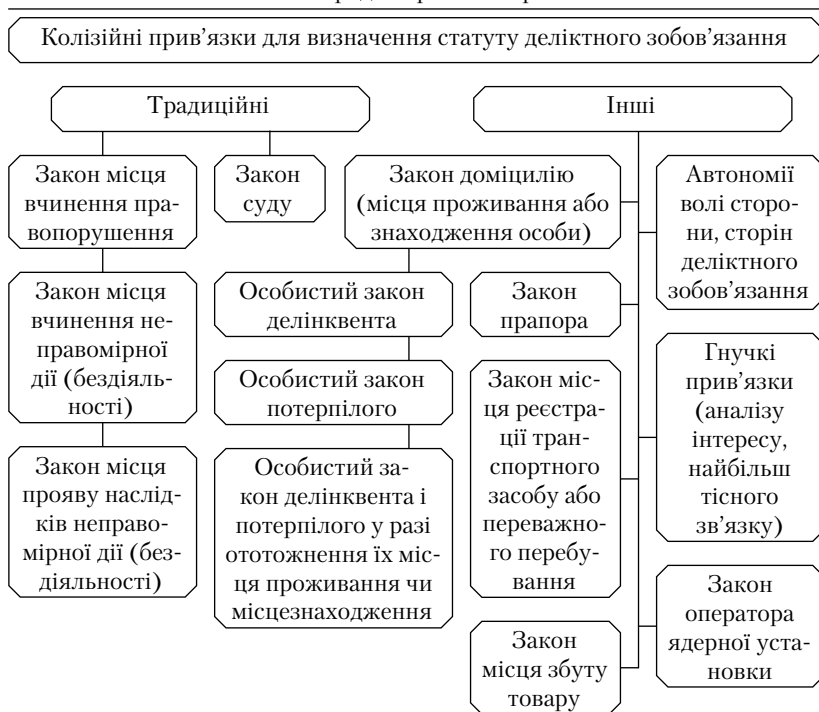 Колізійні прив'язки для визначення статуту деліктного зобов'язання
Традиційні
Інші
Закон місця
вчинення пра-
вопорушення
Закон
суду
Закон місця
вчинення не-
правомірної
дії (бездіяль-
ності)
Закон місця
прояву наслід-
ків неправо-
мірної дії (без-
діяльності)
Закон доміцилію
(місця проживання або
знаходження особи)
Особистий закон
делінквента
Особистий закон
потерпілого
Особистий за-
кон делінквента і
потерпілого у разі
ототожнення їх міс-
ця проживання чи
місцезнаходження
Закон
прапора
Закон міс-
ця реєстра-
ції тран-
спортного
засобу або
переважно-
го перебу-
вання
Закон
місця збуту
товару
Автономії
волі сторо-
ни, сторін
деліктного
зобов'язання
Гнучкі
прив'язки
(аналізу
інтересу,
найбільш
тісного
зв'язку)
Закон
оператора
ядерної уста-
новки